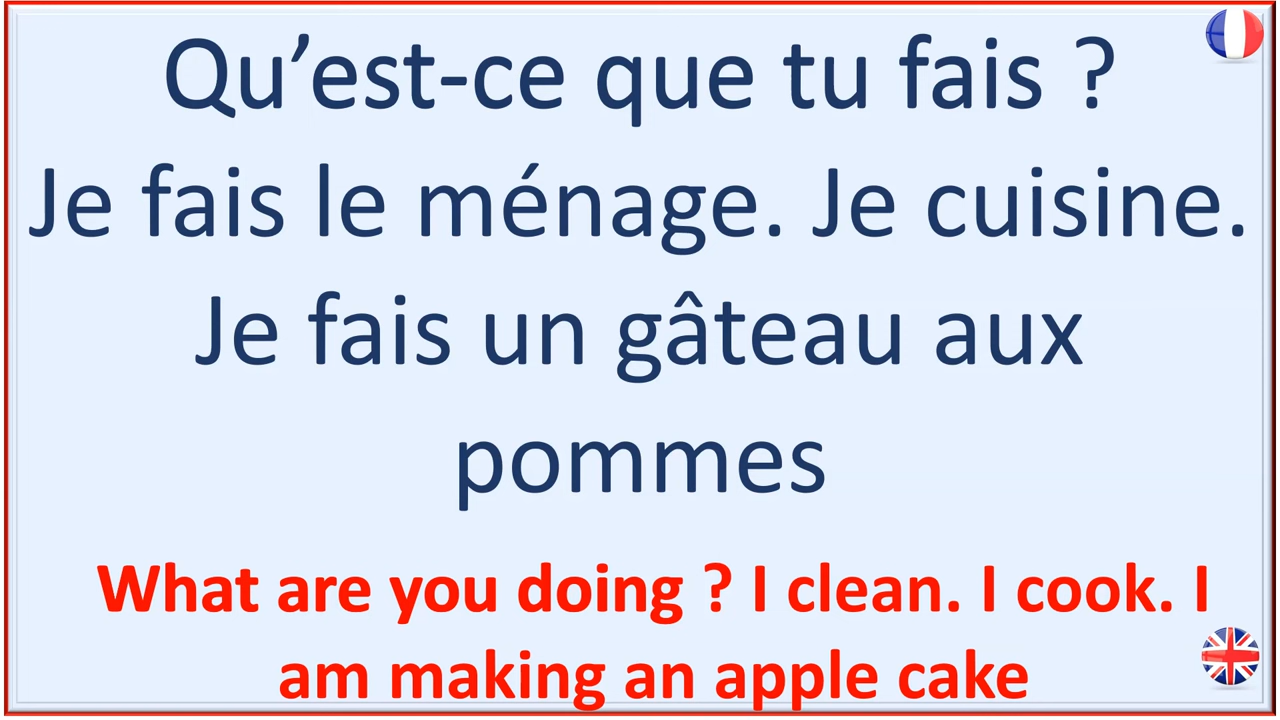 Qu’est-ce que tu fais ?
Je fais le ménage. Je cuisine.
Je fais un gâteau aux
pommes
What are you doing ? I clean. I cook. I
am making an apple cake